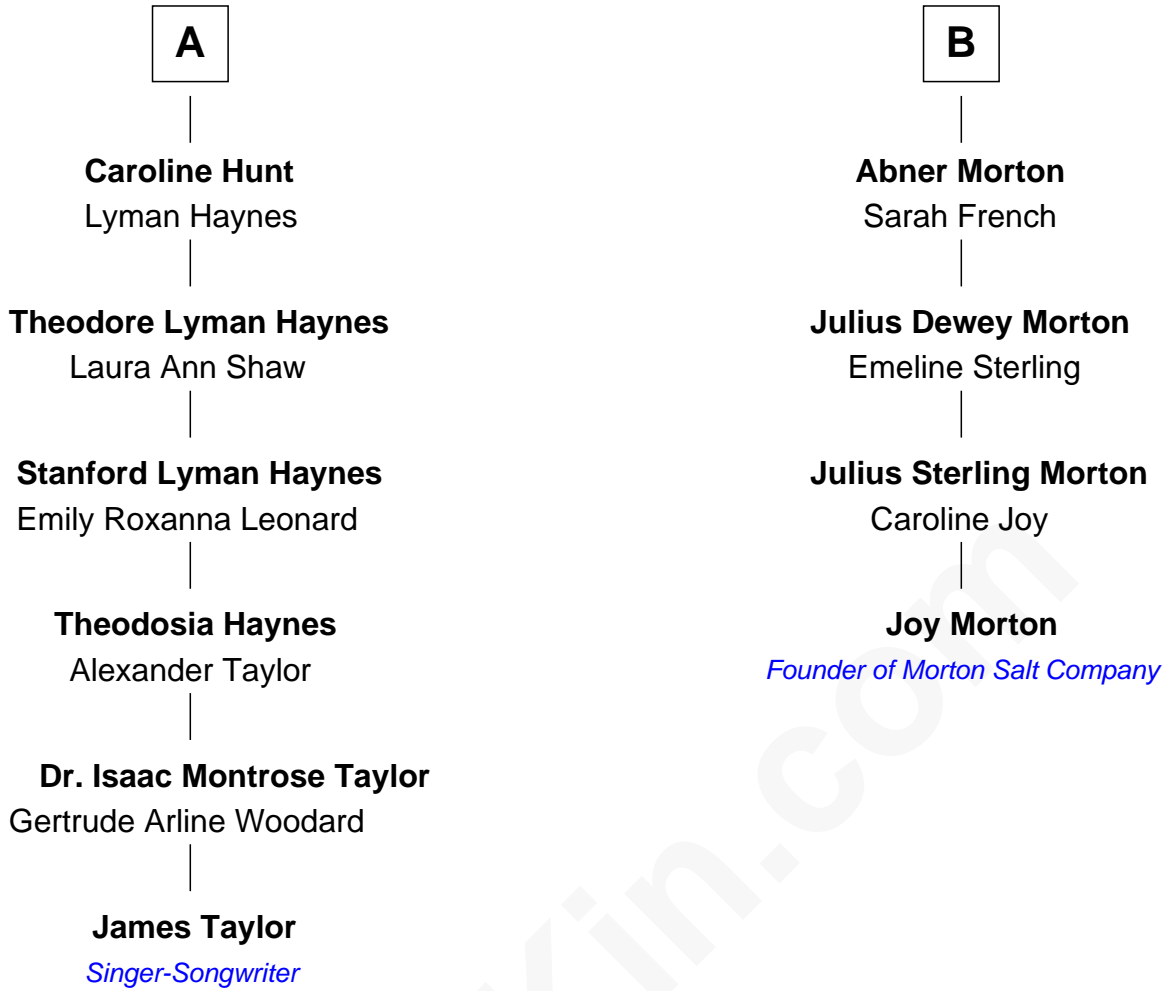 A
Caroline Hunt
Lyman Haynes
Theodore Lyman Haynes
Laura Ann Shaw
Stanford Lyman Haynes
Emily Roxanna Leonard
Theodosia Haynes
Alexander Taylor
Dr. Isaac Montrose Taylor
Gertrude Arline Woodard
James Taylor
Singer-Songwriter
B
Abner Morton
Sarah French
Julius Dewey Morton
Emeline Sterling
Julius Sterling Morton
Caroline Joy
Joy Morton
Founder of Morton Salt Company
Kin.com